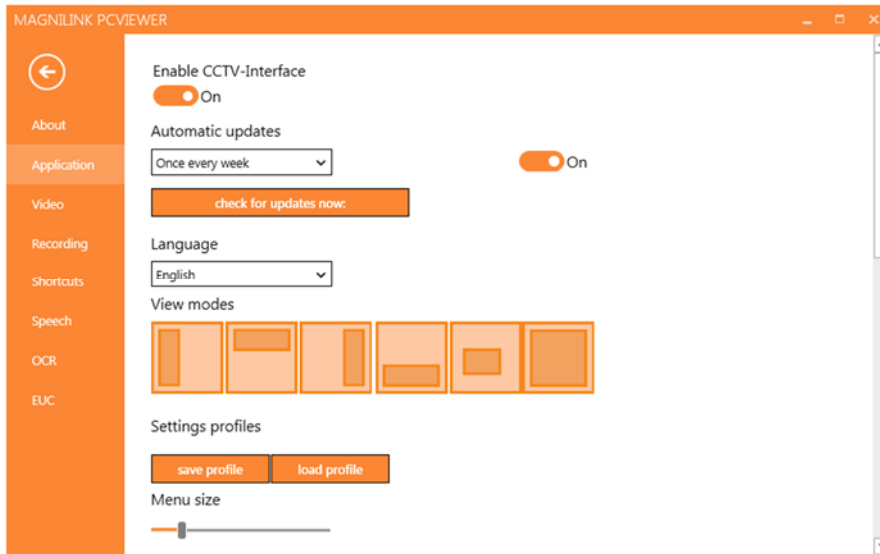 MAGNILINK PCVIEWER
About
Application
Video
Recording
Shortcuts
Speech
OCR
EUC
Enable CCTV-Interface
On
Automatic updates
Once every week
On
check for updates now:
Language
English
View modes
Settings profiles
save profile
load profile
Menu size